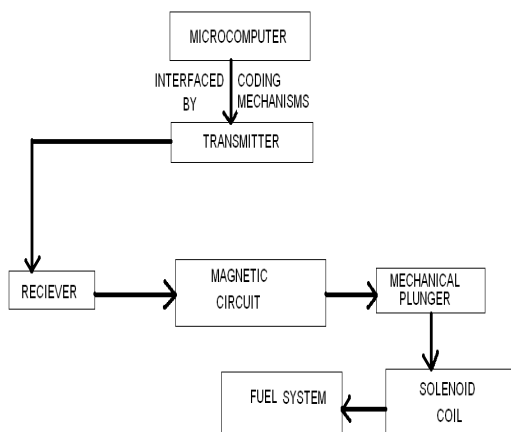 MICROCOMPUTER
INTERFACED CODING
BY MECHANISMS
TRANSMITTER
RECIEVER
MAGNETIC
CIRCUIT
MECHANICAL
PLUNGER
SOLENOID
COIL
FUEL SYSTEM